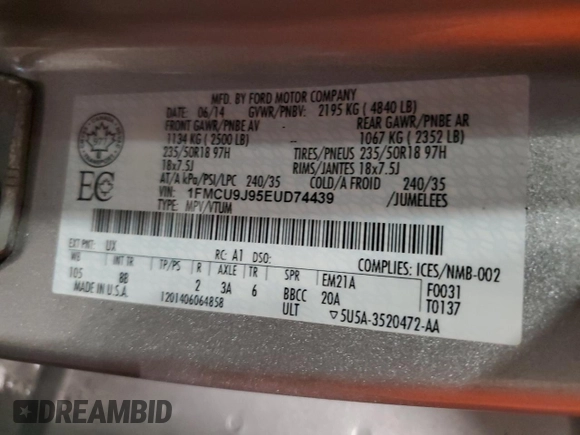 MFD. BY FORD MOTOR COMPANY
DATE: 06/14 GVWR/PNBV: 2195 KG ( 4840 LB)
FRONT GAWR/PNBE AV REAR GAWR/PNBE AR
1134 KG ( 2500 LB) 1067 KG ( 2352 LB)
235/50R18 97H TIRES/PNEUS 235/50R18 97H
18x7.5J RIMS/JANTES 18x7.5J
AT/A kPa/PSI/LPC 240/35 COLD/A FROID 240/35
VIN: 1FMCU9J95EUD74439 /JUMELEES
TYPE: MPV/VTUM
EC
EXT PNT: UX RC: A1 DSO: COMPLIES: ICES/NMB-002
WB INT TR TP/PS R AXLE TR SPR EM21A F0031
105 88 2 3A 6 BBCC 20A T0137
MADE IN U.S.A. 1201406064858 ULT ▽5U5A-3520472-AA
DREAMBID